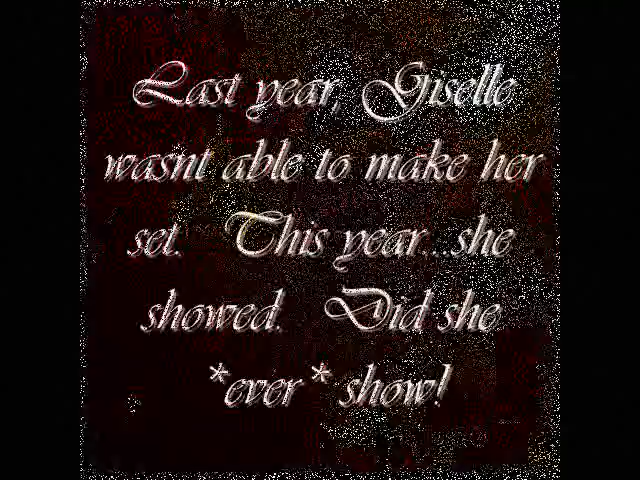 Last year, Giselle
wasnt able to make her
set. This year...she
showed. Did she
*ever* show!